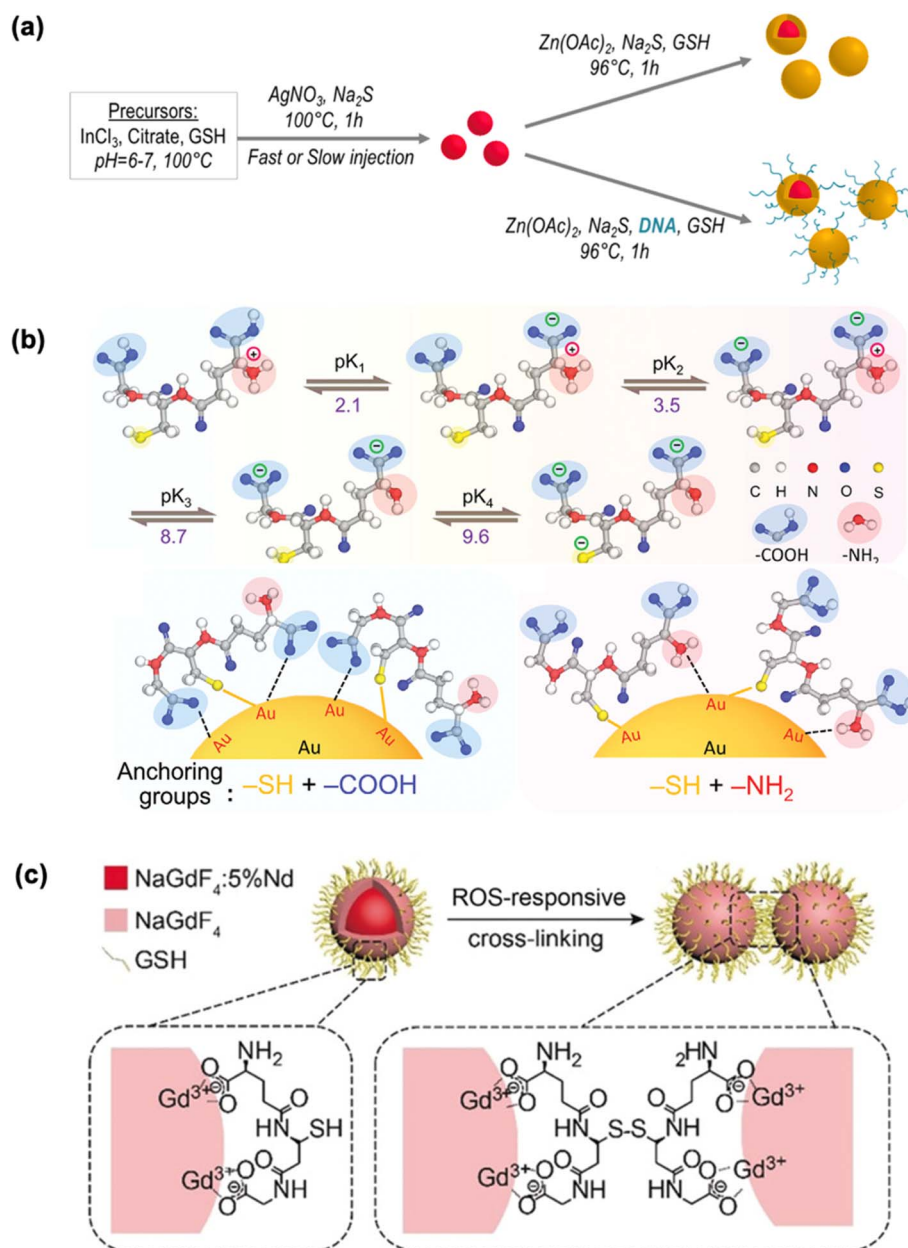 (a)
Precursors:
InCl₃, Citrate, GSH
pH=6-7, 100°C
AgNO₃, Na₂S
100°C, 1h
Fast or Slow injection
Zn(OAc)₂, Na₂S, GSH
96°C, 1h
Zn(OAc)₂, Na₂S, DNA, GSH
96°C, 1h
(b)
pK₁
2.1
pK₂
3.5
pK₃
8.7
pK₄
9.6
C H N O S
-COOH -NH₂
Au Au Au Au
Au
Au Au Au
Au
Anchoring
groups : –SH + –COOH
–SH + –NH₂
(c)
NaGdF₄:5%Nd
NaGdF₄
GSH
ROS-responsive
cross-linking
NH₂
O
Gd³⁺ ⊖
O
O
HN SH
O O
Gd³⁺ ⊖
O NH
NH₂ ₂HN
O O
Gd³⁺ ⊖ ⊖ Gd³⁺
O O
O O
HN S-S NH
O O O O
Gd³⁺ ⊖ ⊖ Gd³⁺
O NH HN O